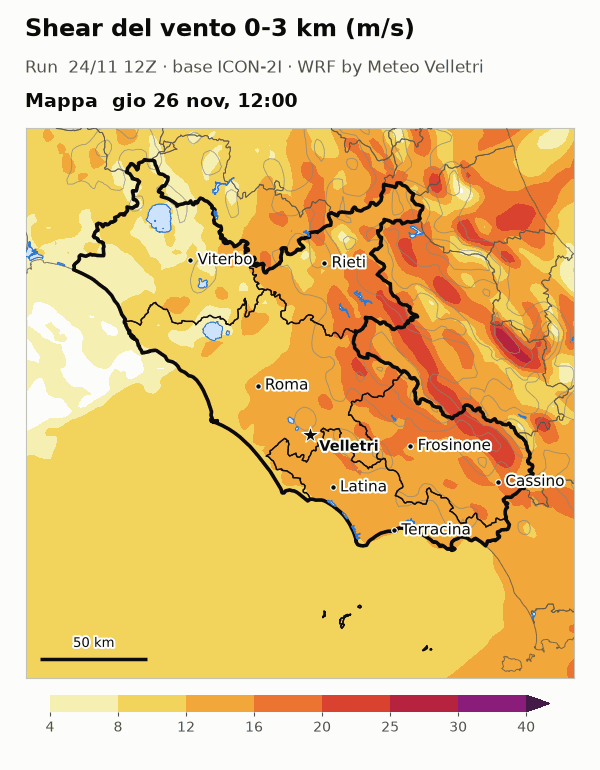 Shear del vento 0-3 km (m/s)
Run  24/11 12Z · base ICON-2I · WRF by Meteo Velletri
Mappa  gio 26 nov, 12:00
Viterbo
Rieti
Roma
Velletri
Frosinone
Latina
Cassino
Terracina
50 km
4 8 12 16 20 25 30 40